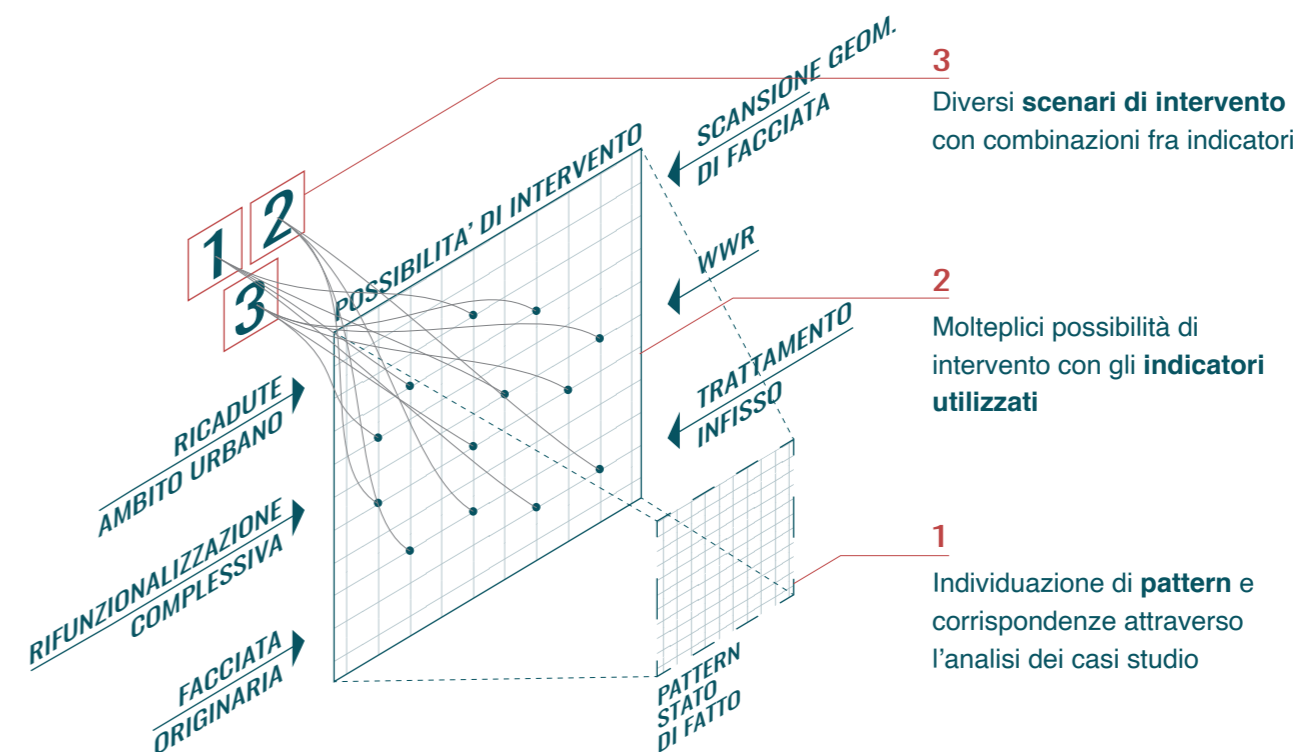 SCANSIONE GEOM.
DI FACCIATA
3
Diversi scenari di intervento
con combinazioni fra indicatori
1
2
3
POSSIBILITA' DI INTERVENTO
WWR
2
Molteplici possibilità di
intervento con gli indicatori
utilizzati
TRATTAMENTO
INFISSO
RICADUTE
AMBITO URBANO
RIFUNZIONALIZZAZIONE
COMPLESSIVA
FACCIATA
ORIGINARIA
1
Individuazione di pattern e
corrispondenze attraverso
l'analisi dei casi studio
PATTERN
STATO
DI FATTO